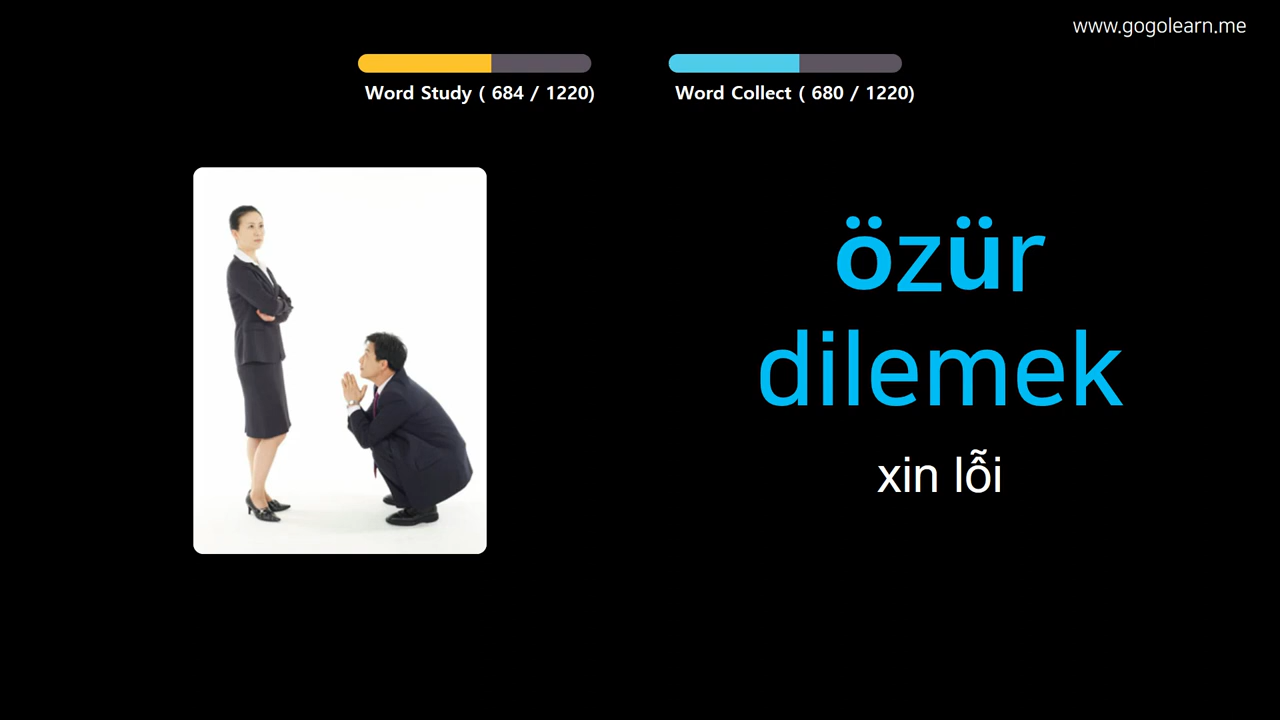 www.gogolearn.me
Word Study ( 684 / 1220)
Word Collect ( 680 / 1220)
özür
dilemek
xin lỗi